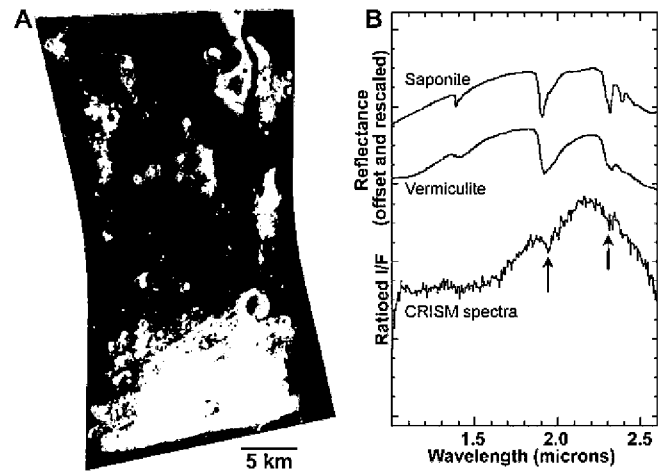 A
5 km
B
Reflectance
(offset and rescaled)
Ratioed I/F
Saponile
Vermiculite
CRISM spectra
1.5 2.0 2.5
Wavelength (microns)